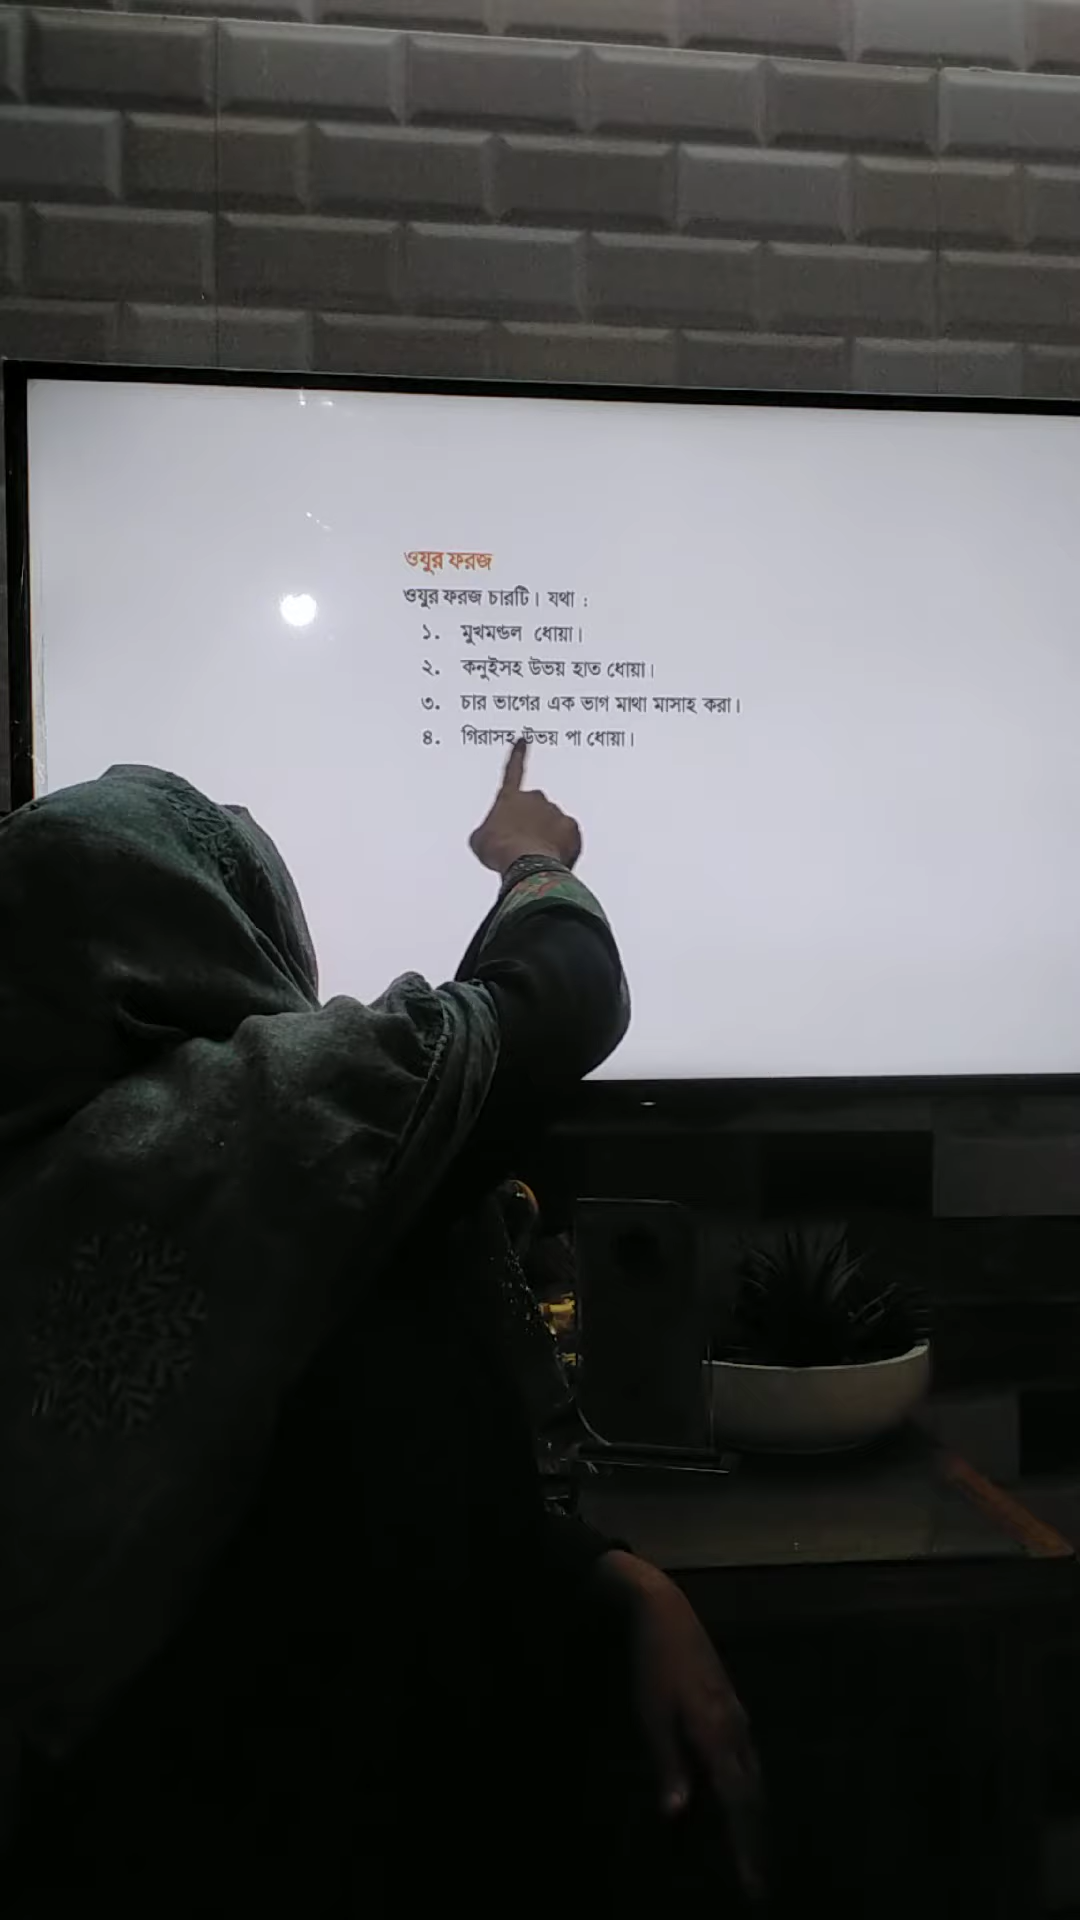 ওযুর ফরজ
ওযুর ফরজ চারটি। যথা :
১. মুখমণ্ডল ধোয়া।
২. কনুইসহ উভয় হাত ধোয়া।
৩. চার ভাগের এক ভাগ মাথা মাসাহ করা।
৪. গিরাসহ উভয় পা ধোয়া।